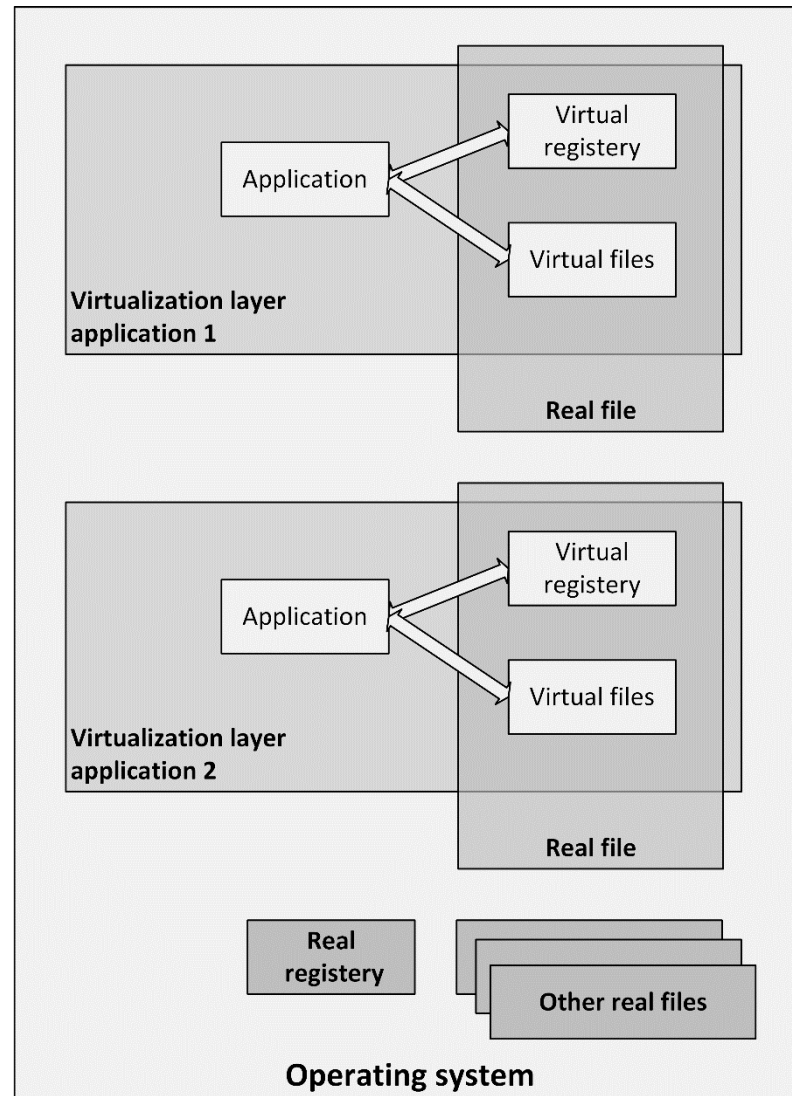 Virtual
registery
Application
Virtual files
Virtualization layer
application 1
Real file
Virtual
registery
Application
Virtual files
Virtualization layer
application 2
Real file
Real
registery
Other real files
Operating system